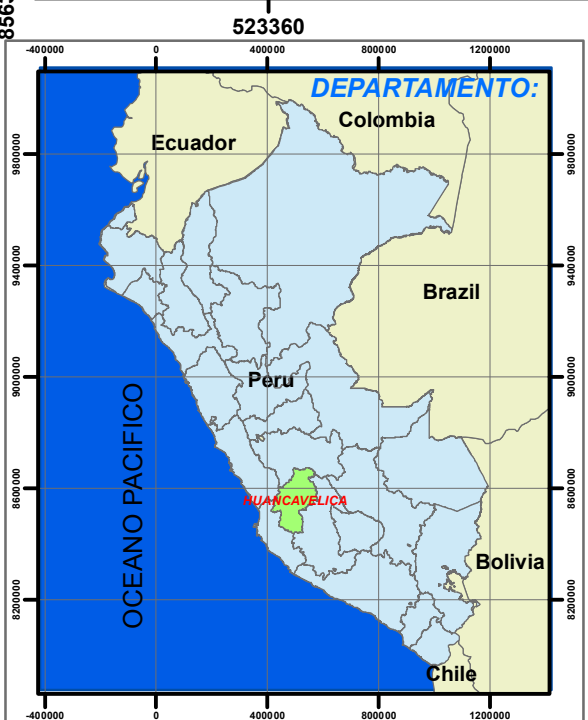 8565
523360
-400000 0 400000 800000 1200000
DEPARTAMENTO:
Colombia
Ecuador
9800000 9800000
9400000 9400000
Brazil
9000000 9000000
Peru
OCEANO PACIFICO
8600000 8600000
HUANCAVELICA
Bolivia
8200000 8200000
Chile
-400000 0 400000 800000 1200000